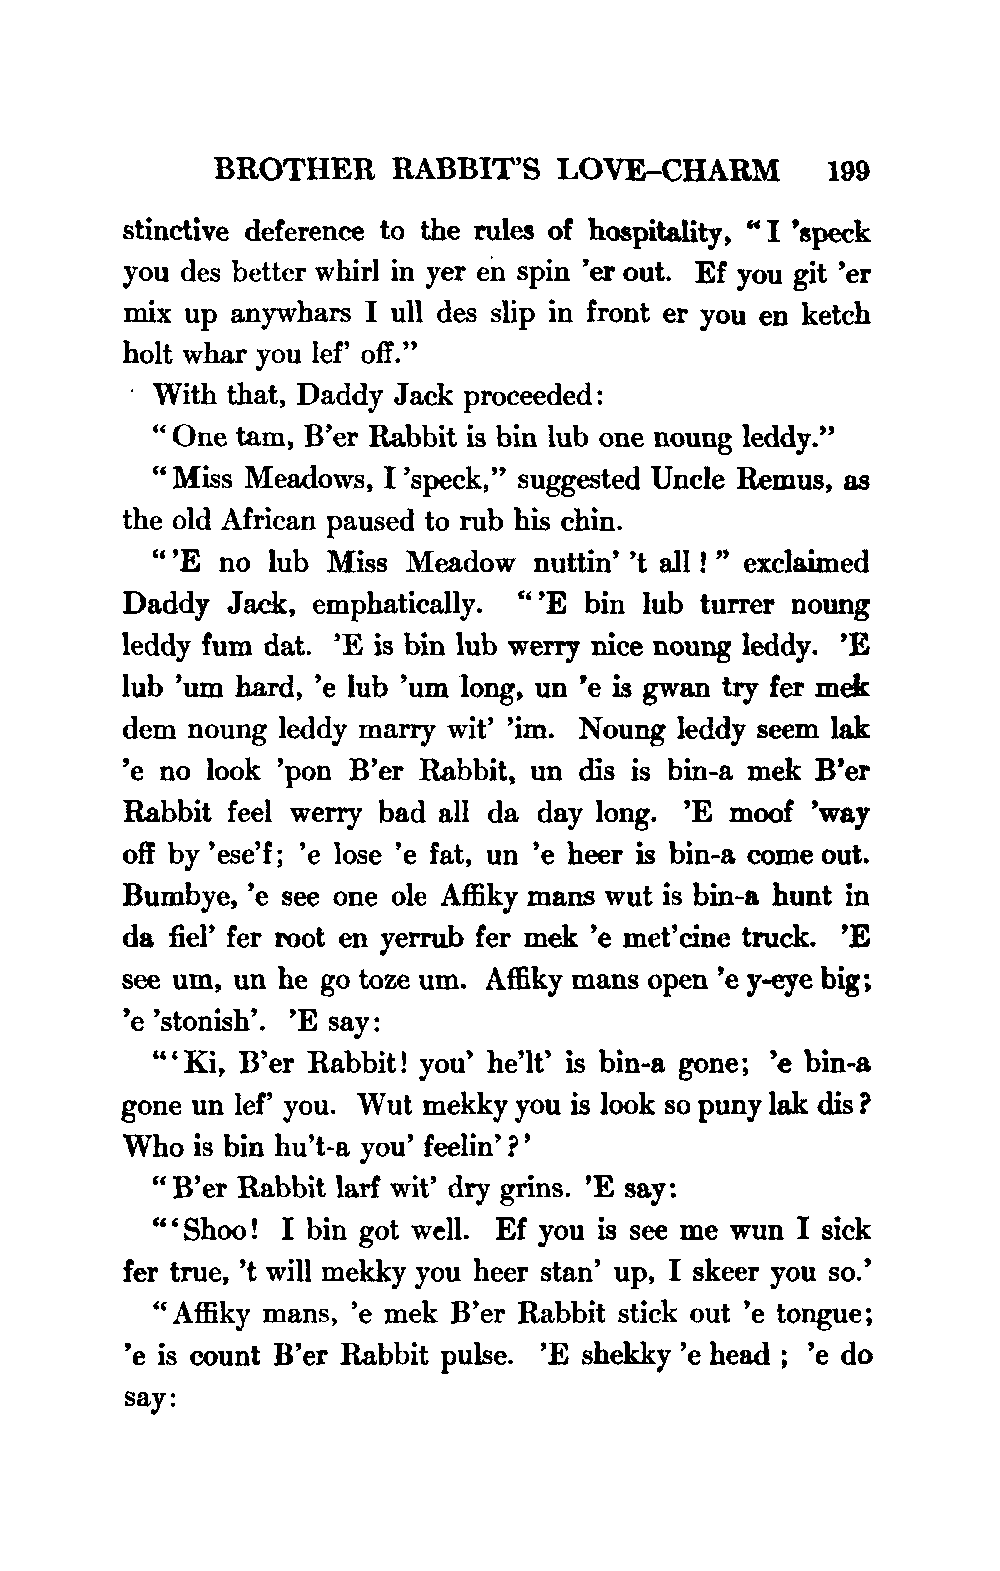 BROTHER RABBIT'S LOVE-CHARM 199
stinctive deference to the rules of hospitality, "I 'speck
you des better whirl in yer en spin 'er out. Ef you git 'er
mix up anywhars I ull des slip in front er you en ketch
holt whar you lef' off."
With that, Daddy Jack proceeded:
"One tam, B'er Rabbit is bin lub one noung leddy."
"Miss Meadows, I 'speck," suggested Uncle Remus, as
the old African paused to rub his chin.
"'E no lub Miss Meadow nuttin' 't all!" exclaimed
Daddy Jack, emphatically. "'E bin lub turrer noung
leddy fum dat. 'E is bin lub werry nice noung leddy. 'E
lub 'um hard, 'e lub 'um long, un 'e is gwan try fer mek
dem noung leddy marry wit' 'im. Noung leddy seem lak
'e no look 'pon B'er Rabbit, un dis is bin-a mek B'er
Rabbit feel werry bad all da day long. 'E moof 'way
off by 'ese'f; 'e lose 'e fat, un 'e heer is bin-a come out.
Bumbye, 'e see one ole Affiky mans wut is bin-a hunt in
da fiel' fer root en yerrub fer mek 'e met'cine truck. 'E
see um, un he go toze um. Affiky mans open 'e y-eye big;
'e 'stonish'. 'E say:
"'Ki, B'er Rabbit! you' he'lt' is bin-a gone; 'e bin-a
gone un lef' you. Wut mekky you is look so puny lak dis?
Who is bin hu't-a you' feelin'?'
"B'er Rabbit larf wit' dry grins. 'E say:
"'Shoo! I bin got well. Ef you is see me wun I sick
fer true, 't will mekky you heer stan' up, I skeer you so.'
"Affiky mans, 'e mek B'er Rabbit stick out 'e tongue;
'e is count B'er Rabbit pulse. 'E shekky 'e head; 'e do
say: